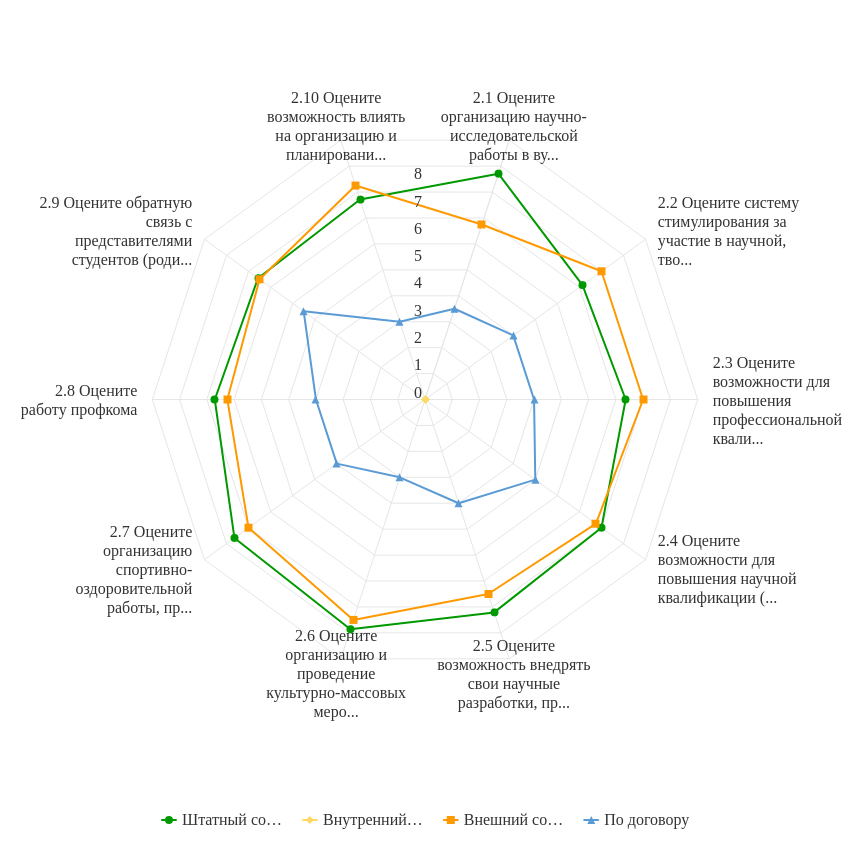 2.10 Оцените
возможность влиять
на организацию и
планировани...
2.1 Оцените
организацию научно-
исследовательской
работы в ву...
2.2 Оцените систему
стимулирования за
участие в научной,
тво...
2.3 Оцените
возможности для
повышения
профессиональной
квали...
2.4 Оцените
возможности для
повышения научной
квалификации (...
2.5 Оцените
возможность внедрять
свои научные
разработки, пр...
2.6 Оцените
организацию и
проведение
культурно-массовых
меро...
2.7 Оцените
организацию
спортивно-
оздоровительной
работы, пр...
2.8 Оцените
работу профкома
2.9 Оцените обратную
связь с
представителями
студентов (роди...
8
7
6
5
4
3
2
1
0
Штатный со... Внутренний... Внешний со... По договору